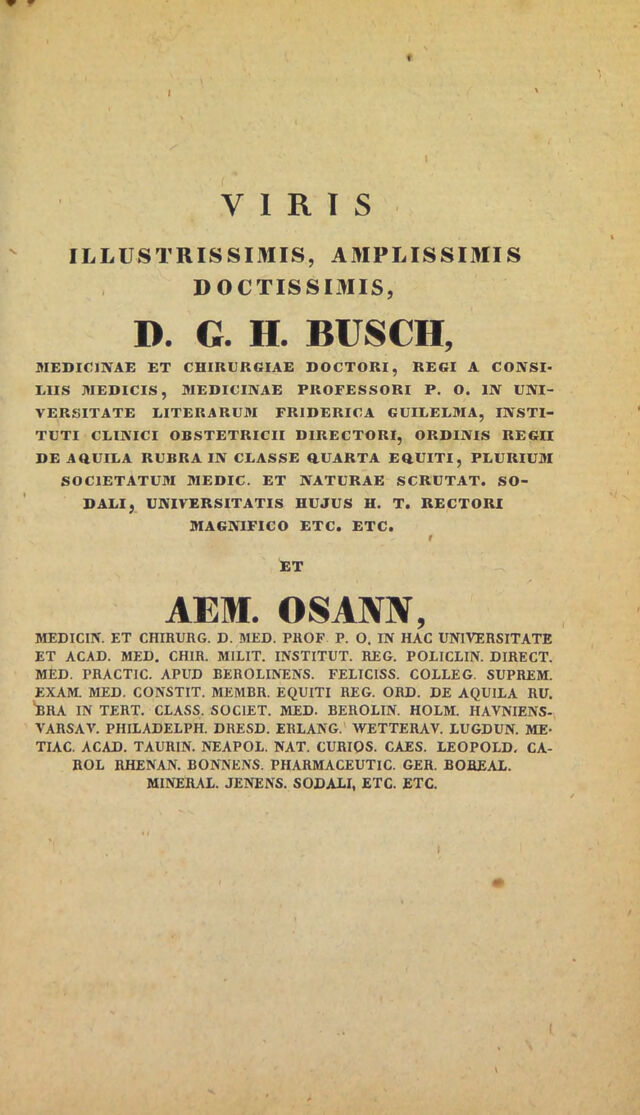 VIRIS
ILLUSTRISSIMIS, AMPLISSIMIS
DOCTISSIMIS,
D. G. H. BUSCH,
MEDICINAE ET CHIRURGIAE DOCTORI, REGI A CONSI-
LIIS MEDICIS, MEDICINAE PROFESSORI P. O. IN UNI-
VERSITATE LITERARUM FRIDERICA GUILELMA, INSTI-
TUTI CLINICI OBSTETRICII DIRECTORI, ORDINIS REGII
DE AQUILA RUBRA IN CLASSE QUARTA EQUITI, PLURIUM
SOCIETATUM MEDIC. ET NATURAE SCRUTAT. SO-
DALI, UNIVERSITATIS HUJUS H. T. RECTORI
MAGNIFICO ETC. ETC.
ET
AEM. OSANN,
MEDICIN. ET CHIRURG. D. MED. PROF P. O. IN HAC UNIVERSITATE
ET ACAD. MED. CHIR. MILIT. INSTITUT. REG. POLICLIN. DIRECT.
MED. PRACTIC. APUD BEROLINENS. FELICISS. COLLEG. SUPREM.
EXAM. MED. CONSTIT. MEMBR. EQUITI REG. ORD. DE AQUILA RU.
BRA IN TERT. CLASS. SOCIET. MED. BEROLIN. HOLM. HAVNIENS-
VARSAV. PHILADELPH. DRESD. ERLANG. WETTERAV. LUGDUN. ME-
TIAC. ACAD. TAURIN. NEAPOL. NAT. CURIOS. CAES. LEOPOLD. CA-
ROL RHENAN. BONNENS. PHARMACEUTIC. GER. BOREAL.
MINERAL. JENENS. SODALI, ETC. ETC.